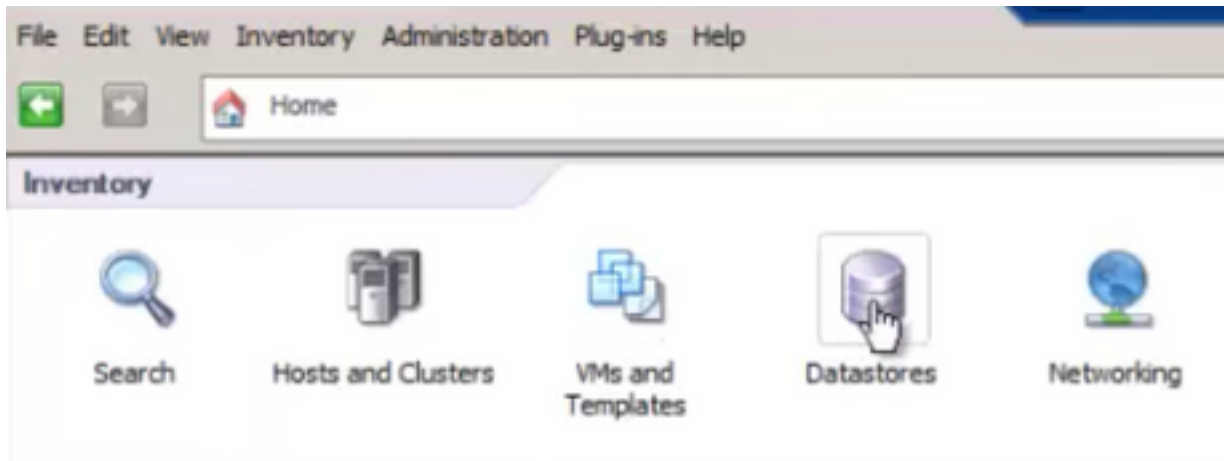 File Edit View Inventory Administration Plug-ins Help
Home
Inventory
Search
Hosts and Clusters
VMs and
Templates
Datastores
Networking